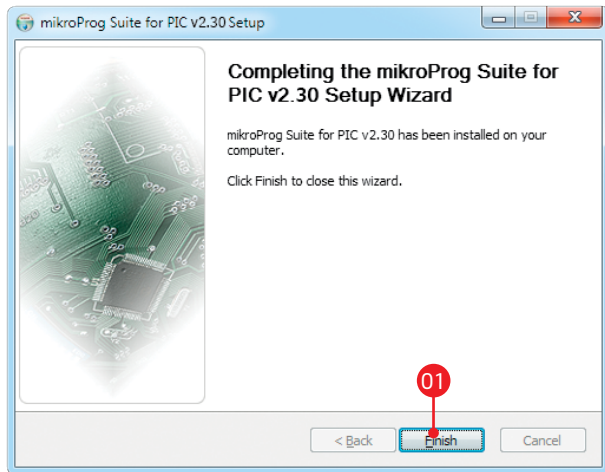 mikroProg Suite for PIC v2.30 Setup
Completing the mikroProg Suite for
PIC v2.30 Setup Wizard
mikroProg Suite for PIC v2.30 has been installed on your
computer.
Click Finish to close this wizard.
01
< Back Finish Cancel